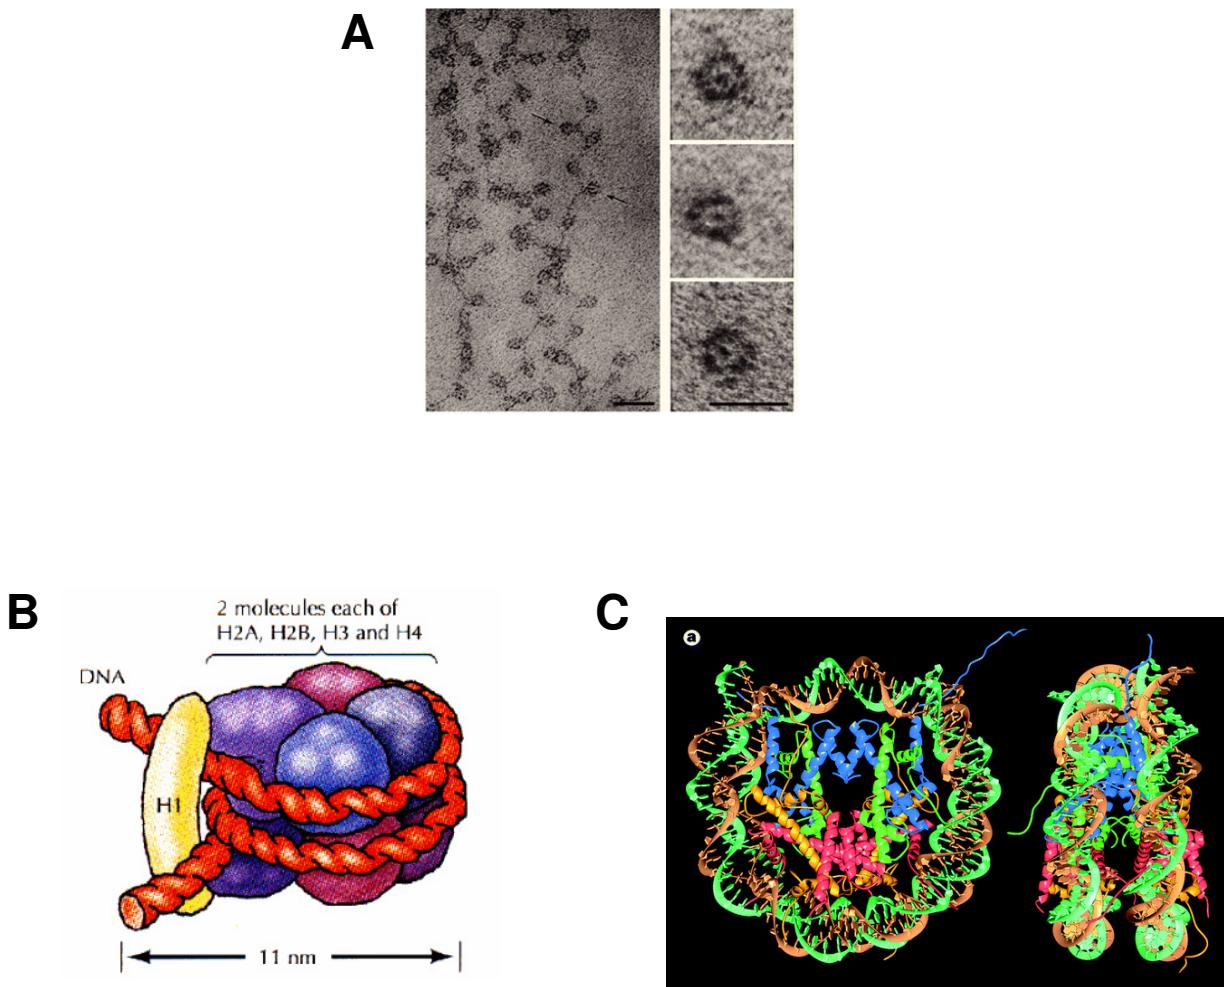 A
B
2 molecules each of
H2A, H2B, H3 and H4
DNA
H1
11 nm
C
a